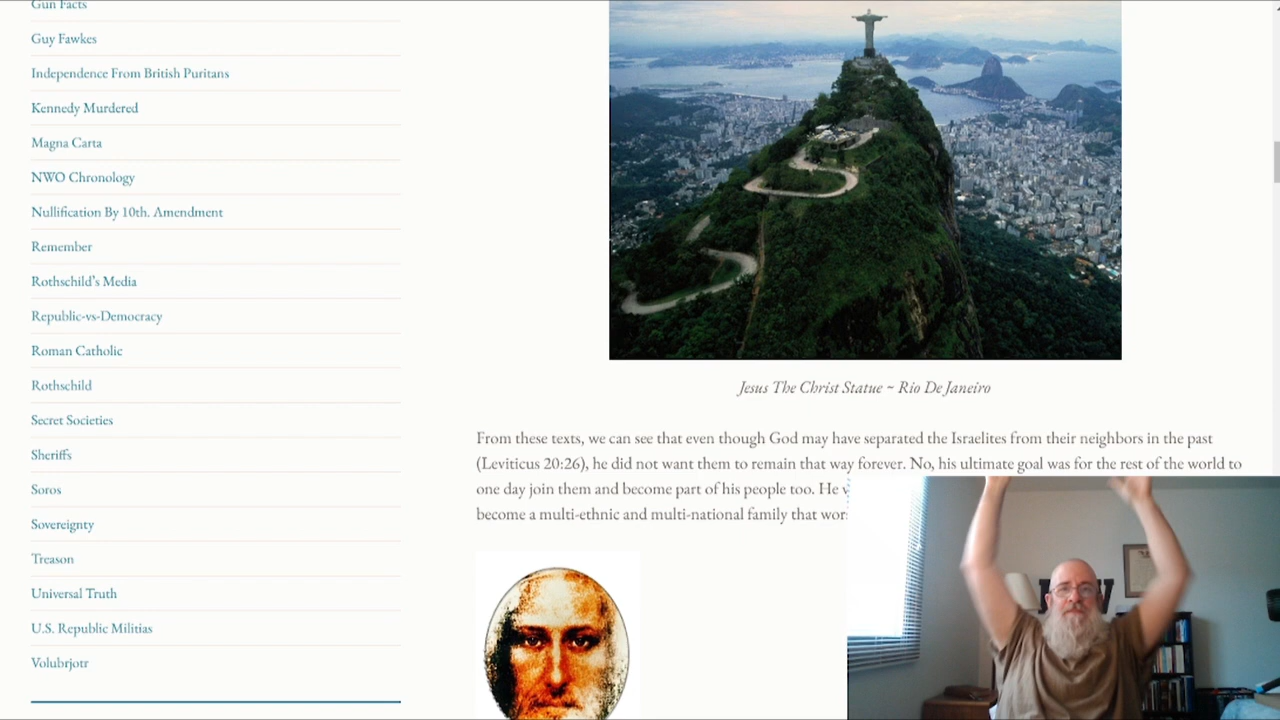 Gun Facts
Guy Fawkes
Independence From British Puritans
Kennedy Murdered
Magna Carta
NWO Chronology
Nullification By 10th. Amendment
Remember
Rothschild's Media
Republic-vs-Democracy
Roman Catholic
Rothschild
Secret Societies
Sheriffs
Soros
Sovereignty
Treason
Universal Truth
U.S. Republic Militias
Volubrjotr
Jesus The Christ Statue ~ Rio De Janeiro
From these texts, we can see that even though God may have separated the Israelites from their neighbors in the past
(Leviticus 20:26), he did not want them to remain that way forever. No, his ultimate goal was for the rest of the world to
one day join them and become part of his people too. He
become a multi-ethnic and multi-national family that